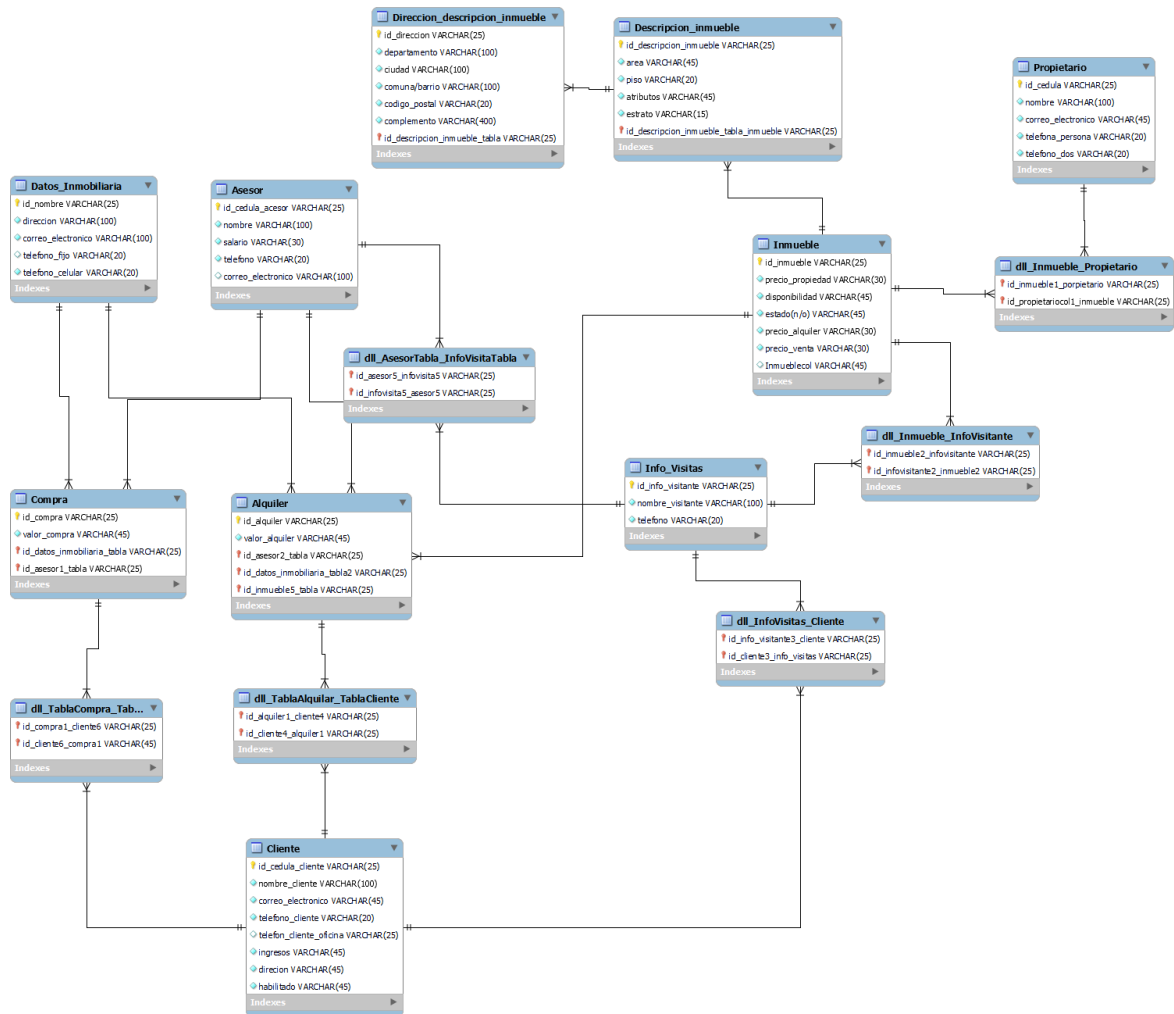 Direccion_descripcion_inmueble
id_direccion VARCHAR(25)
departamento VARCHAR(100)
ciudad VARCHAR(100)
comuna/barrio VARCHAR(100)
codigo_postal VARCHAR(20)
complemento VARCHAR(400)
id_descripcion_inmueble_tabla VARCHAR(25)
Indexes
Descripcion_inmueble
id_descripcion_inmueble VARCHAR(25)
area VARCHAR(45)
piso VARCHAR(20)
atributos VARCHAR(45)
estrato VARCHAR(15)
id_descripcion_inmueble_tabla_inmueble VARCHAR(25)
Indexes
Propietario
id_cedula VARCHAR(25)
nombre VARCHAR(100)
correo_electronico VARCHAR(45)
telefona_persona VARCHAR(20)
telefono_dos VARCHAR(20)
Indexes
Datos_Inmobiliaria
id_nombre VARCHAR(25)
direccion VARCHAR(100)
correo_electronico VARCHAR(100)
telefono_fijo VARCHAR(20)
telefono_celular VARCHAR(20)
Indexes
Asesor
id_cedula_acesor VARCHAR(25)
nombre VARCHAR(100)
salario VARCHAR(30)
telefono VARCHAR(20)
correo_electronico VARCHAR(100)
Indexes
Inmueble
id_inmueble VARCHAR(25)
precio_propiedad VARCHAR(30)
disponibilidad VARCHAR(45)
estado(n/o) VARCHAR(45)
precio_alquiler VARCHAR(30)
precio_venta VARCHAR(30)
Inmueblecol VARCHAR(45)
Indexes
dll_Inmueble_Propietario
id_inmueble1_porpietario VARCHAR(25)
id_propietariocol1_inmueble VARCHAR(25)
Indexes
dll_AsesorTabla_InfoVisitaTabla
id_asesor5_infovisita5 VARCHAR(25)
id_infovisita5_asesor5 VARCHAR(25)
Indexes
dll_Inmueble_InfoVisitante
id_inmueble2_infovisitante VARCHAR(25)
id_infovisitante2_inmueble2 VARCHAR(25)
Indexes
Info_Visitas
id_info_visitante VARCHAR(25)
nombre_visitante VARCHAR(100)
telefono VARCHAR(20)
Indexes
Compra
id_compra VARCHAR(25)
valor_compra VARCHAR(45)
id_datos_inmobiliaria_tabla VARCHAR(25)
id_asesor1_tabla VARCHAR(25)
Indexes
Alquiler
id_alquiler VARCHAR(25)
valor_alquiler VARCHAR(45)
id_asesor2_tabla VARCHAR(25)
id_datos_inmobiliaria_tabla2 VARCHAR(25)
id_inmueble5_tabla VARCHAR(25)
Indexes
dll_InfoVisitas_Cliente
id_info_visitante3_cliente VARCHAR(25)
id_cliente3_info_visitas VARCHAR(25)
Indexes
dll_TablaCompra_Tab...
id_compra1_cliente6 VARCHAR(25)
id_cliente6_compra1 VARCHAR(45)
Indexes
dll_TablaAlquilar_TablaCliente
id_alquiler1_cliente4 VARCHAR(25)
id_cliente4_alquiler1 VARCHAR(25)
Indexes
Cliente
id_cedula_cliente VARCHAR(25)
nombre_cliente VARCHAR(100)
correo_electronico VARCHAR(45)
telefono_cliente VARCHAR(20)
telefon_cliente_oficina VARCHAR(25)
ingresos VARCHAR(45)
direcion VARCHAR(45)
habilitado VARCHAR(45)
Indexes